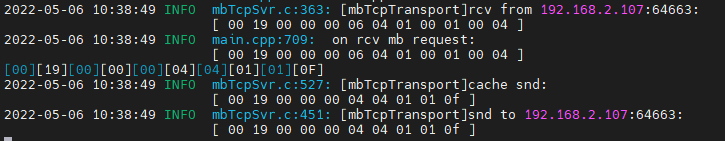 2022-05-06 10:38:49 INFO  mbTcpSvr.c:363: [mbTcpTransport]rcv from 192.168.2.107:64663:
[ 00 19 00 00 00 06 04 01 00 01 00 04 ]
2022-05-06 10:38:49 INFO  main.cpp:709:  on rcv mb request:
[ 00 19 00 00 00 06 04 01 00 01 00 04 ]
[00][19][00][00][00][04][04][01][01][0F]
2022-05-06 10:38:49 INFO  mbTcpSvr.c:527: [mbTcpTransport]cache snd:
[ 00 19 00 00 00 04 04 01 01 0f ]
2022-05-06 10:38:49 INFO  mbTcpSvr.c:451: [mbTcpTransport]snd to 192.168.2.107:64663:
[ 00 19 00 00 00 04 04 01 01 0f ]